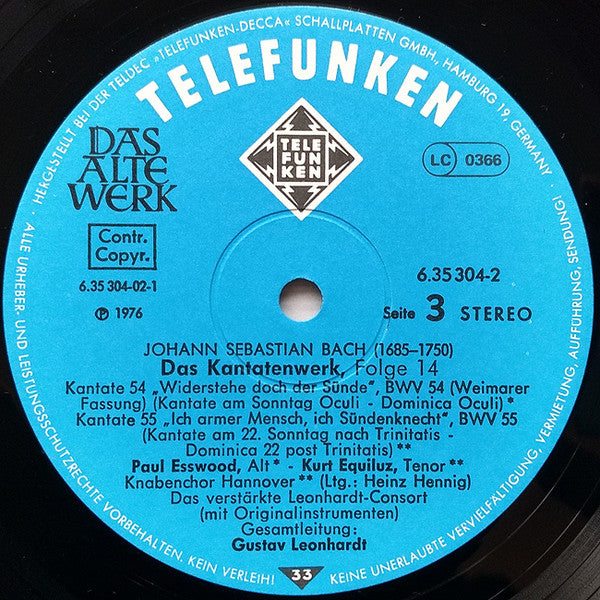 HERGESTELLT BEI DER TELDEC »TELEFUNKEN-DECCA« SCHALLPLATTEN GMBH, HAMBURG 19, GERMANY ·
TELEFUNKEN
DAS
ALTE
WERK
TELE
FUN
KEN
LC 0366
Contr.
Copyr.
6.35 304-02-1
℗ 1976
6.35 304-2
Seite 3 STEREO
JOHANN SEBASTIAN BACH (1685–1750)
Das Kantatenwerk, Folge 14
Kantate 54 „Widerstehe doch der Sünde“, BWV 54 (Weimarer
Fassung) (Kantate am Sonntag Oculi - Dominica Oculi) *
Kantate 55 „Ich armer Mensch, ich Sündenknecht“, BWV 55
(Kantate am 22. Sonntag nach Trinitatis -
Dominica 22 post Trinitatis) **
Paul Esswood, Alt * - Kurt Equiluz, Tenor **
Knabenchor Hannover ** (Ltg.: Heinz Hennig)
Das verstärkte Leonhardt-Consort
(mit Originalinstrumenten)
Gesamtleitung:
Gustav Leonhardt
33
ALLE URHEBER- UND LEISTUNGSSCHUTZRECHTE VORBEHALTEN. KEIN VERLEIH!
KEINE UNERLAUBTE VERVIELFÄLTIGUNG, VERMIETUNG, AUFFÜHRUNG, SENDUNG!